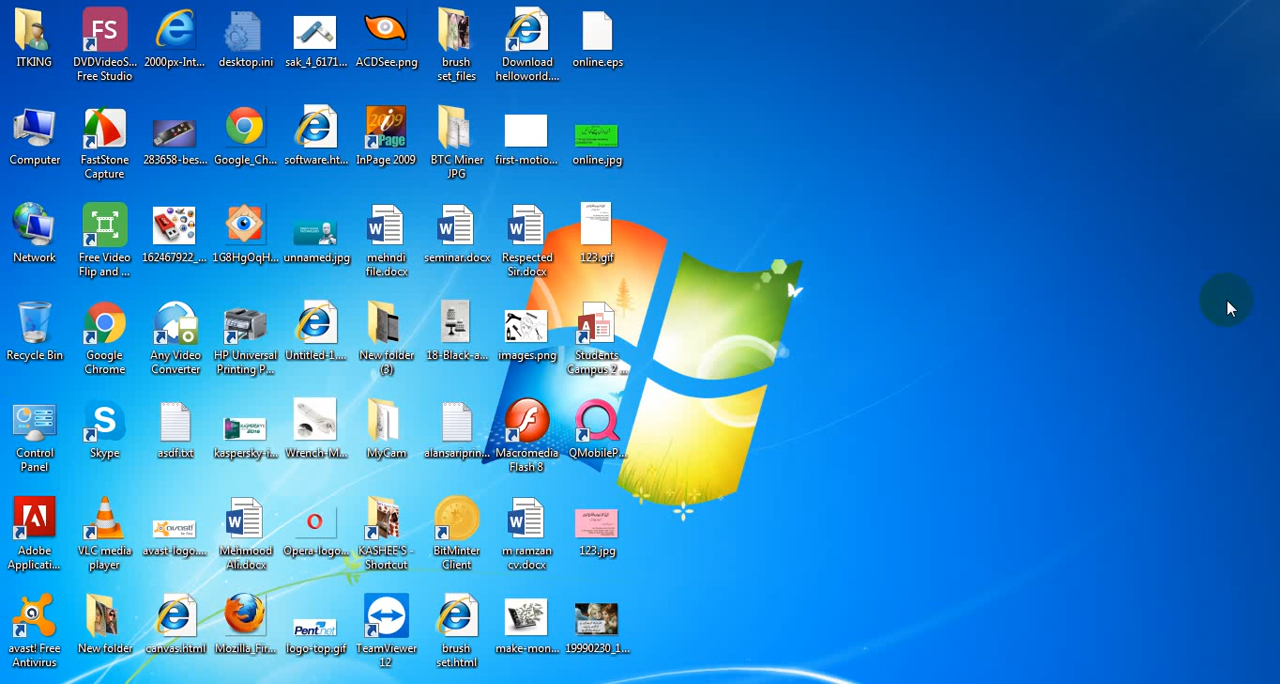 ITKING
DVDVideoS...
Free Studio
2000px-Int...
desktop.ini
sak_4_6171...
ACDSee.png
brush
set_files
Download
helloworld....
online.eps
Computer
FastStone
Capture
283658-bes...
Google_Ch...
software.ht...
InPage 2009
BTC Miner
JPG
first-motio...
online.jpg
Network
Free Video
Flip and ...
162467922_...
1G8HgOqH...
unnamed.jpg
mehndi
file.docx
seminar.docx
Respected
Sir.docx
123.gif
Recycle Bin
Google
Chrome
Any Video
Converter
HP Universal
Printing P...
Untitled-1....
New folder
(3)
18-Black-a...
images.png
Students
Campus 2 ...
Control
Panel
Skype
asdf.txt
kaspersky-i...
Wrench-M...
MyCam
alansariprin...
Macromedia
Flash 8
QMobileP...
Adobe
Applicati...
VLC media
player
avast-logo....
Mehmood
Ali.docx
Opera-logo...
KASHEE'S -
Shortcut
BitMinter
Client
m ramzan
cv.docx
123.jpg
avast! Free
Antivirus
New folder
canvas.html
Mozilla_Fir...
logo-top.gif
TeamViewer
12
brush
set.html
make-mon...
19990230_1...